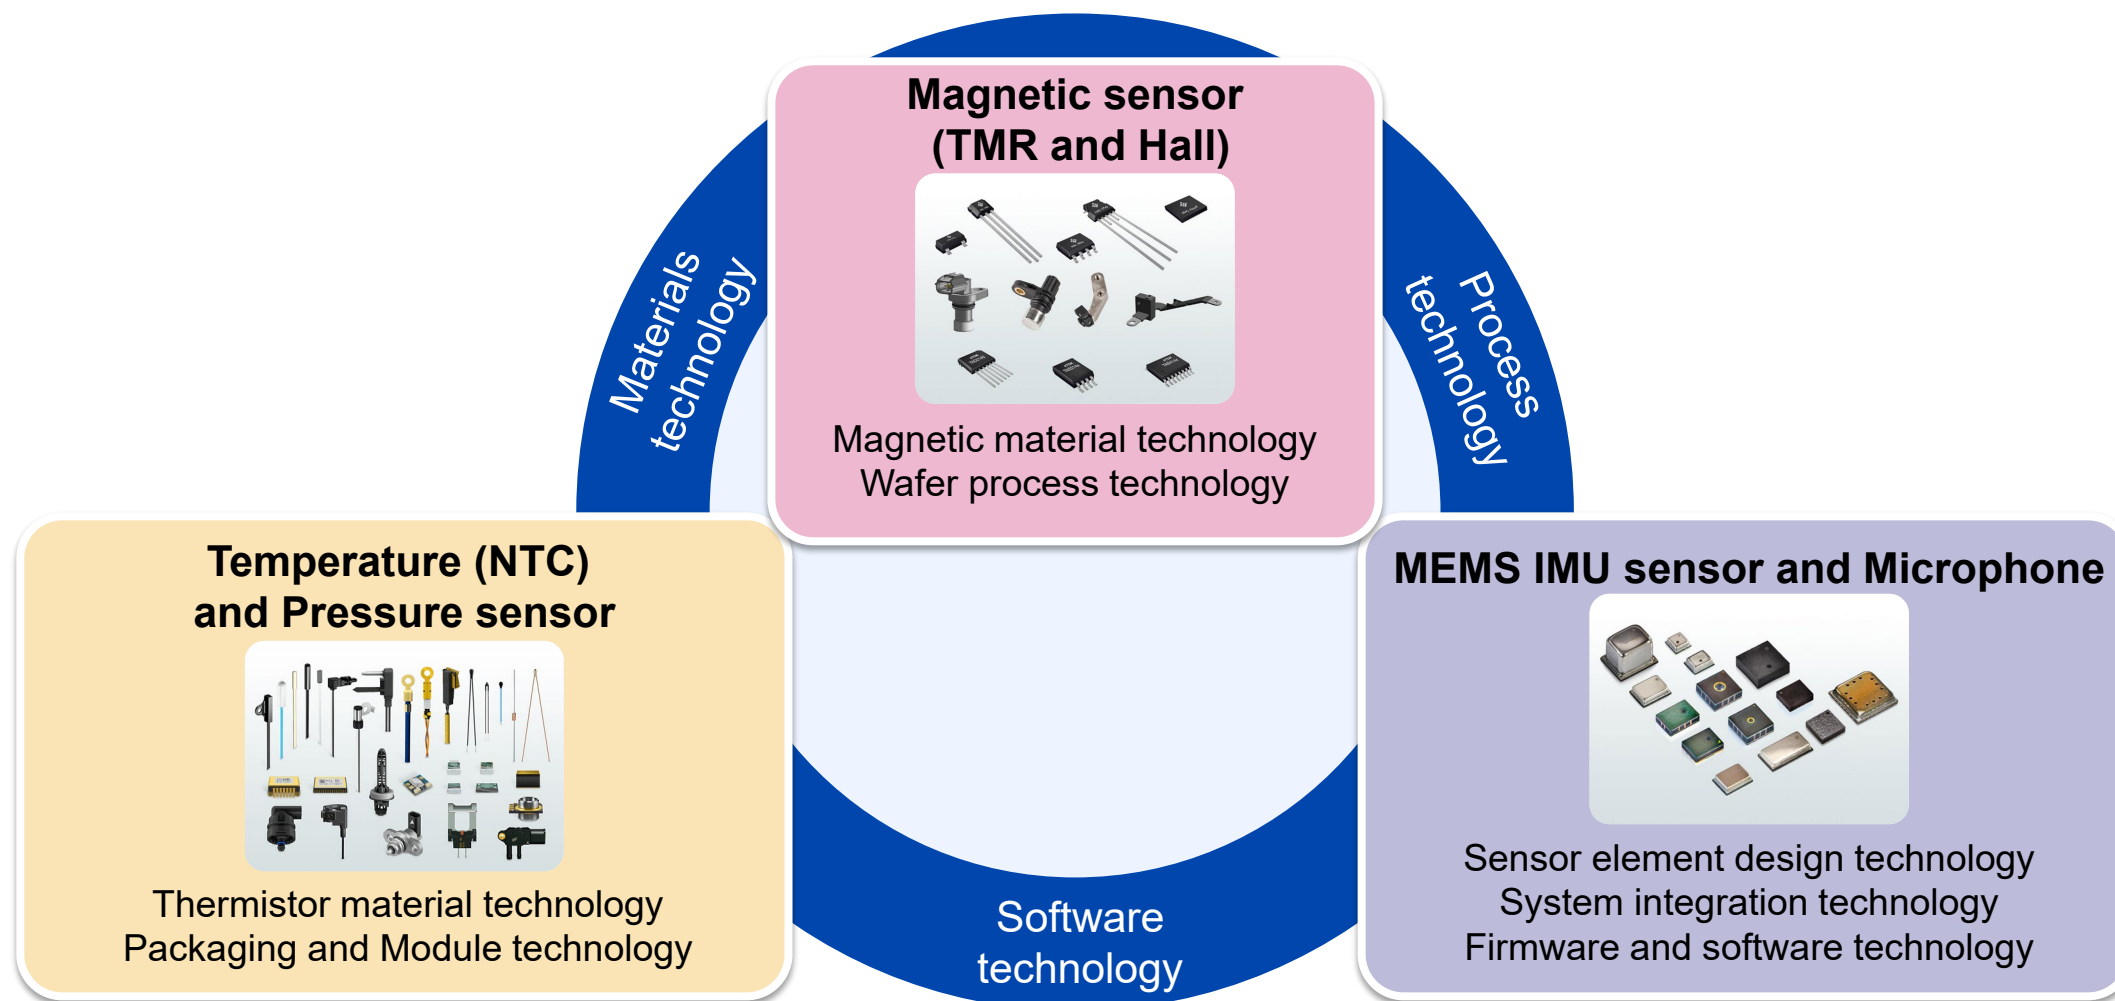 Magnetic sensor
(TMR and Hall)
Magnetic material technology
Wafer process technology
Materials
technology
Process
technology
Temperature (NTC)
and Pressure sensor
Thermistor material technology
Packaging and Module technology
MEMS IMU sensor and Microphone
Sensor element design technology
System integration technology
Firmware and software technology
Software
technology